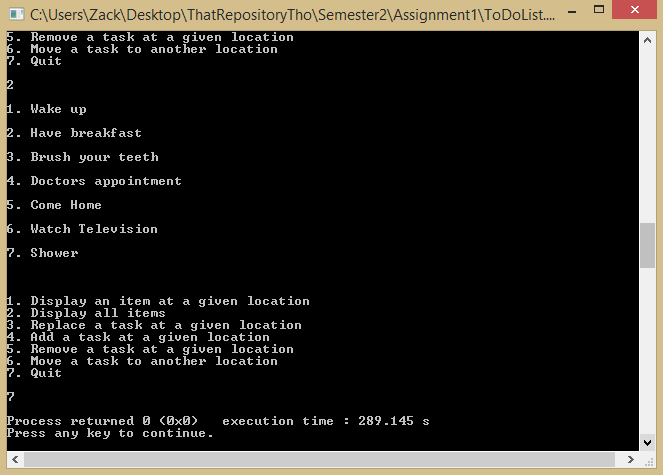 C:\Users\Zack\Desktop\ThatRepositoryTho\Semester2\Assignment1\ToDoList....
5. Remove a task at a given location
6. Move a task to another location
7. Quit
2
1. Wake up
2. Have breakfast
3. Brush your teeth
4. Doctors appointment
5. Come Home
6. Watch Television
7. Shower
1. Display an item at a given location
2. Display all items
3. Replace a task at a given location
4. Add a task at a given location
5. Remove a task at a given location
6. Move a task to another location
7. Quit
7
Process returned 0 (0x0)   execution time : 289.145 s
Press any key to continue.